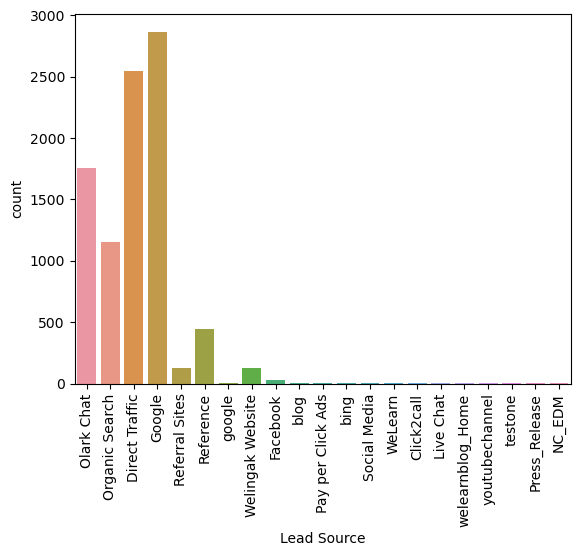 3000
2500
2000
1500
1000
500
0
count
Olark Chat
Organic Search
Direct Traffic
Google
Referral Sites
Reference
google
Welingak Website
Facebook
blog
Pay per Click Ads
bing
Social Media
WeLearn
Click2call
Live Chat
welearnblog_Home
youtubechannel
testone
Press_Release
NC_EDM
Lead Source